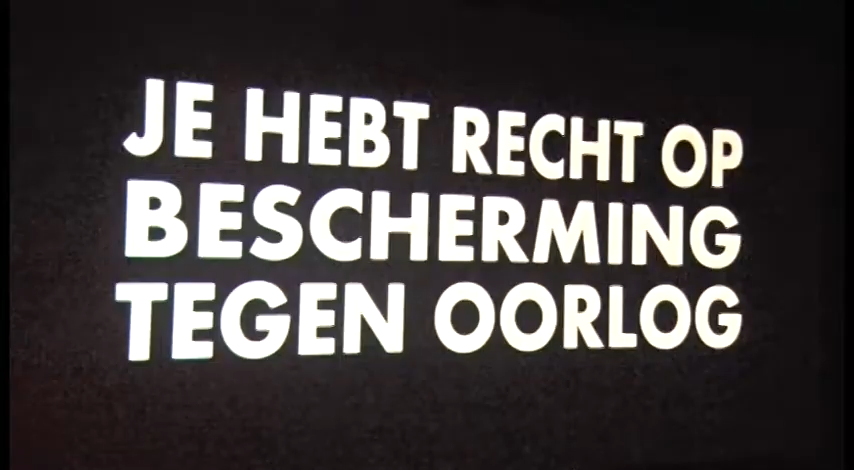 JE HEBT RECHT OP
BESCHERMING
TEGEN OORLOG